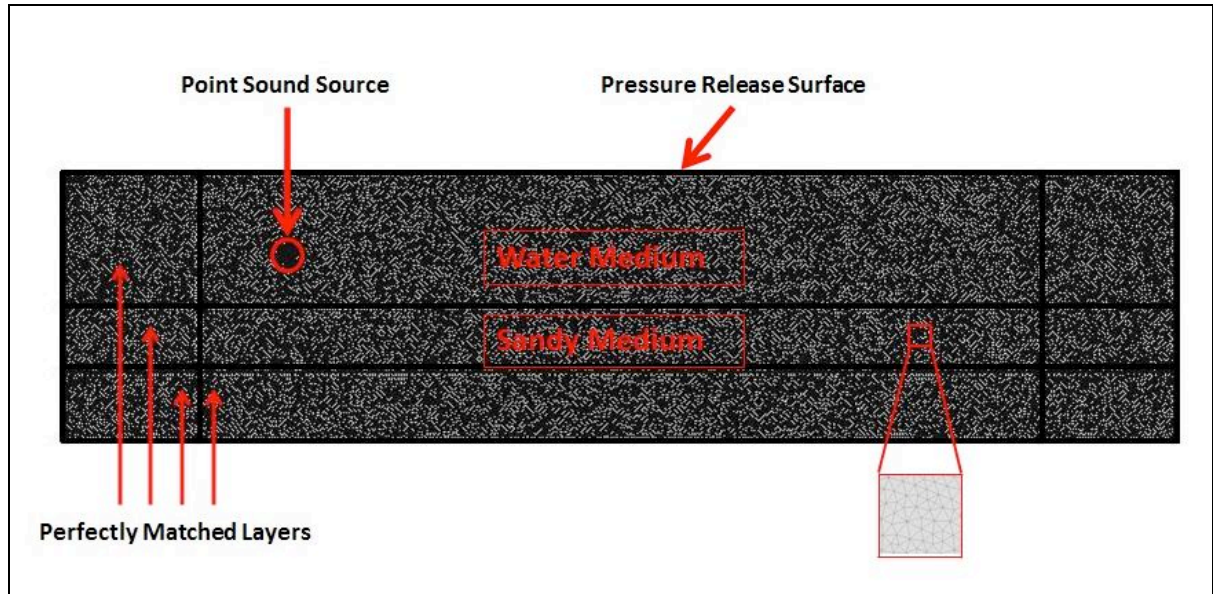 Point Sound Source
Pressure Release Surface
Water Medium
Sandy Medium
Perfectly Matched Layers